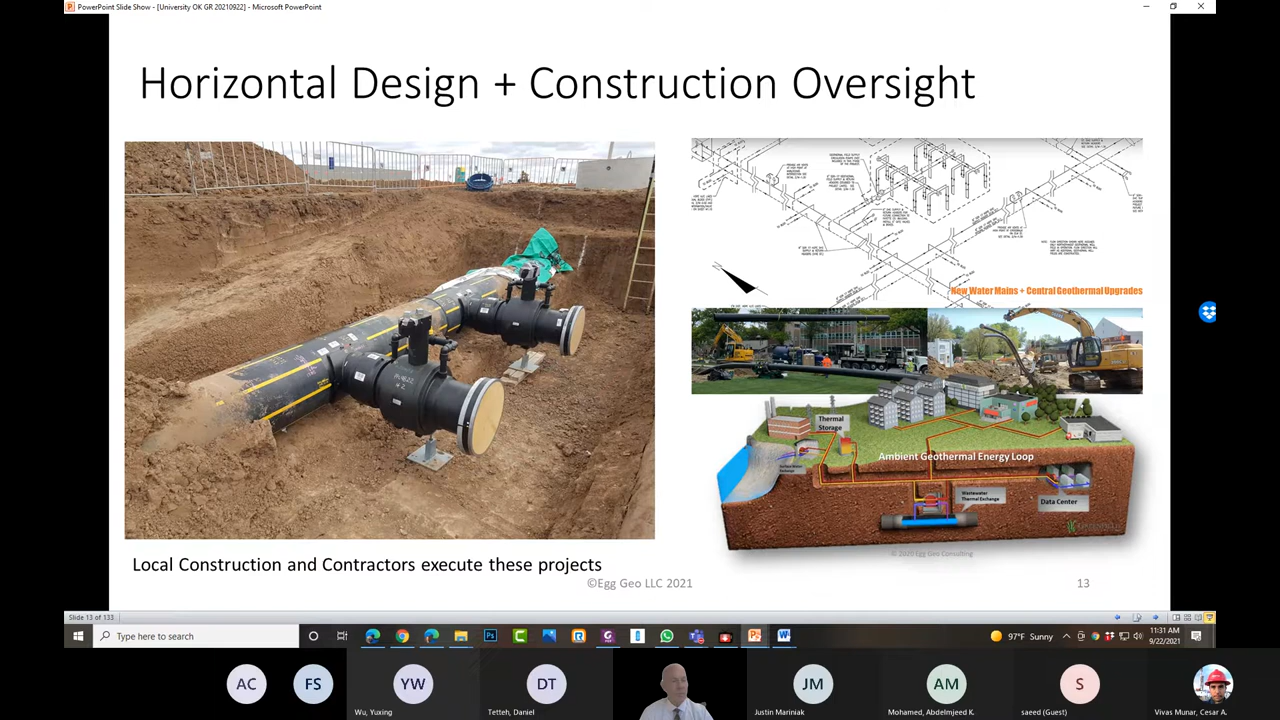 PowerPoint Slide Show - [University OK GR 20210922] - Microsoft PowerPoint
Horizontal Design + Construction Oversight
New Water Mains + Central Geothermal Upgrades
Thermal
Storage
Ambient Geothermal Energy Loop
Wastewater
Thermal Exchange
Data Center
© 2020 Egg Geo Consulting
Local Construction and Contractors execute these projects
©Egg Geo LLC 2021
13
Slide 13 of 133
Type here to search
97°F Sunny
11:31 AM
9/22/2021
AC
FS
YW
Wu, Yuxing
DT
Tetteh, Daniel
JM
Justin Mariniak
AM
Mohamed, Abdelmjeed K.
S
saeed (Guest)
Vivas Munar, Cesar A.